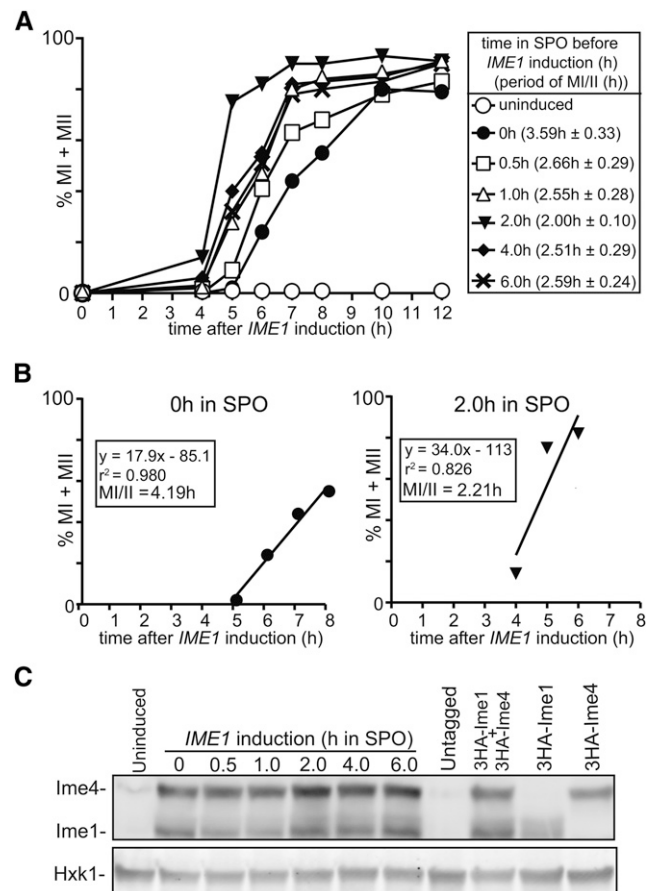 A
100
% MI + MII
0
0 1 2 3 4 5 6 7 8 9 10 11 12
time after IME1 induction (h)
time in SPO before
IME1 induction (h)
(period of MI/II (h))
uninduced
0h (3.59h ± 0.33)
0.5h (2.66h ± 0.29)
1.0h (2.55h ± 0.28)
2.0h (2.00h ± 0.10)
4.0h (2.51h ± 0.29)
6.0h (2.59h ± 0.24)
B
100
% MI + MII
0
0h in SPO
y = 17.9x - 85.1
r² = 0.980
MI/II = 4.19h
0 1 2 3 4 5 6 7 8
time after IME1 induction (h)
100
% MI + MII
0
2.0h in SPO
y = 34.0x - 113
r² = 0.826
MI/II = 2.21h
0 1 2 3 4 5 6 7 8
time after IME1 induction (h)
C
Uninduced
IME1 induction (h in SPO)
0 0.5 1.0 2.0 4.0 6.0
Untagged
3HA-Ime1
+
3HA-Ime4
3HA-Ime1
3HA-Ime4
Ime4-
Ime1-
Hxk1-